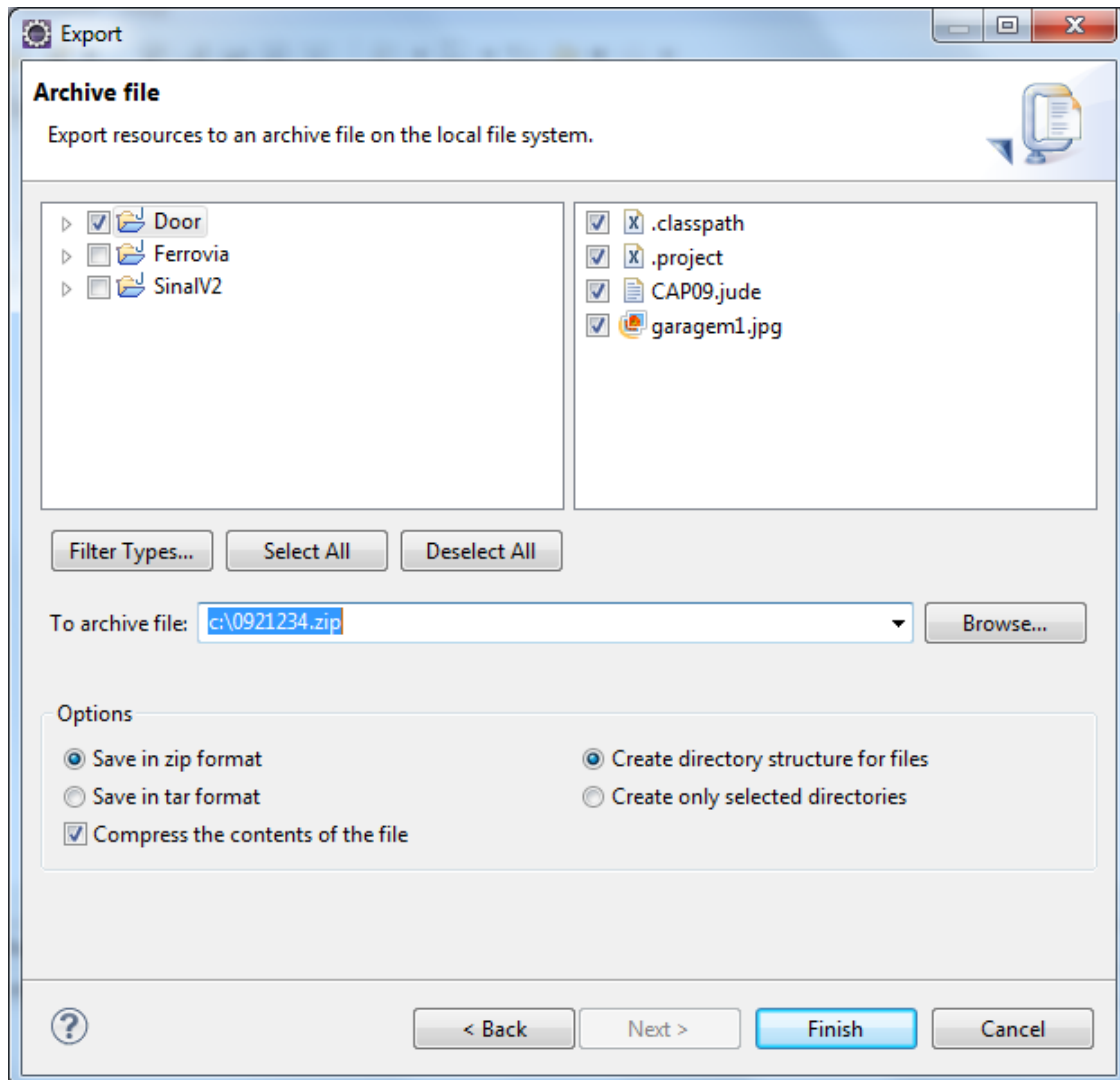 Export
Archive file
Export resources to an archive file on the local file system.
Door
Ferrovia
SinalV2
.classpath
.project
CAP09.jude
garagem1.jpg
Filter Types...
Select All
Deselect All
To archive file: c:\0921234.zip
Browse...
Options
Save in zip format
Save in tar format
Compress the contents of the file
Create directory structure for files
Create only selected directories
< Back
Next >
Finish
Cancel